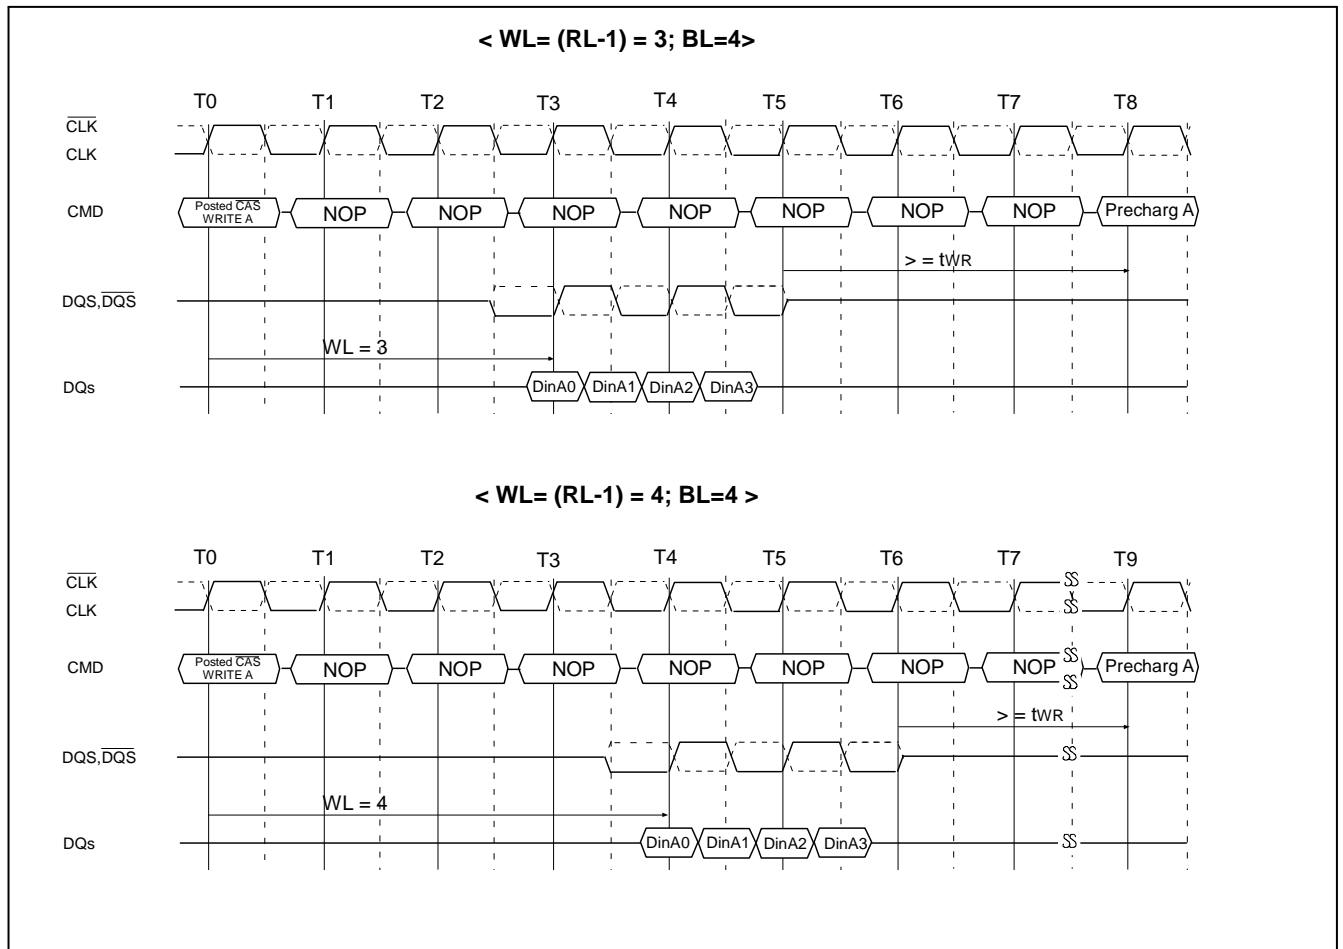 < WL= (RL-1) = 3; BL=4>
T0 T1 T2 T3 T4 T5 T6 T7 T8
CLK
CLK
CMD Posted CAS WRITE A NOP NOP NOP NOP NOP NOP NOP Precharg A
> = tWR
DQS,DQS
WL = 3
DQs DinA0 DinA1 DinA2 DinA3
< WL= (RL-1) = 4; BL=4 >
T0 T1 T2 T3 T4 T5 T6 T7 T9
CLK
CLK
CMD Posted CAS WRITE A NOP NOP NOP NOP NOP NOP NOP Precharg A
> = tWR
DQS,DQS
WL = 4
DQs DinA0 DinA1 DinA2 DinA3